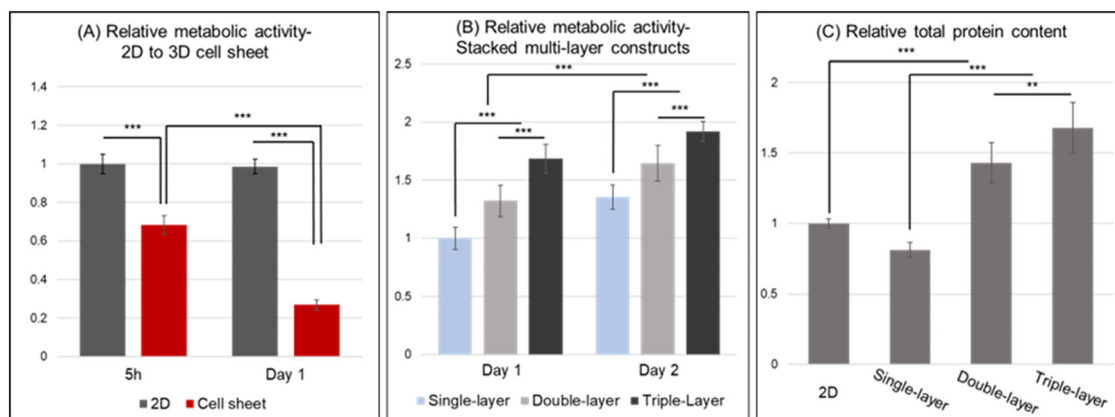 (A) Relative metabolic activity-
2D to 3D cell sheet
1.4
1.2
1
0.8
0.6
0.4
0.2
0
***
***
***
5h
Day 1
2D
Cell sheet
(B) Relative metabolic activity-
Stacked multi-layer constructs
2.5
2
1.5
1
0.5
0
***
***
***
***
***
Day 1
Day 2
Single-layer
Double-layer
Triple-Layer
(C) Relative total protein content
2
1.5
1
0.5
0
***
***
**
2D
Single-layer
Double-layer
Triple-layer